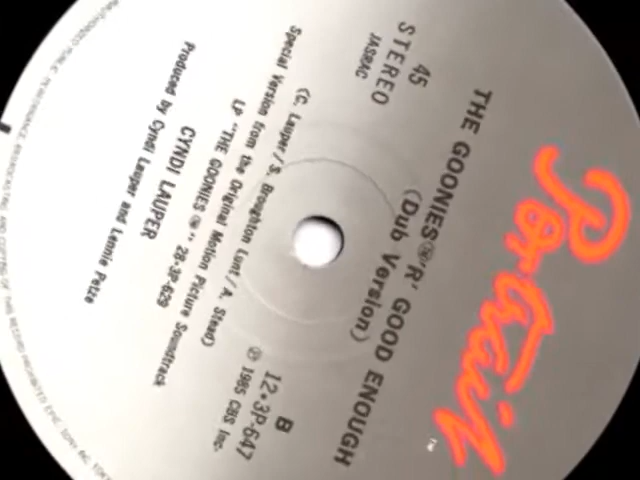 Portrait
™
THE GOONIES®'R' GOOD ENOUGH
(Dub Version)
45
STEREO
JASRAC
B
12•3P-647
℗ 1985 CBS Inc.
(C. Lauper/S. Broughton Lunt/A. Stead)
Special Version from the Original Motion Picture Soundtrack
LP "THE GOONIES®" 28•3P-629
CYNDI LAUPER
Produced by Cyndi Lauper and Lennie Petze